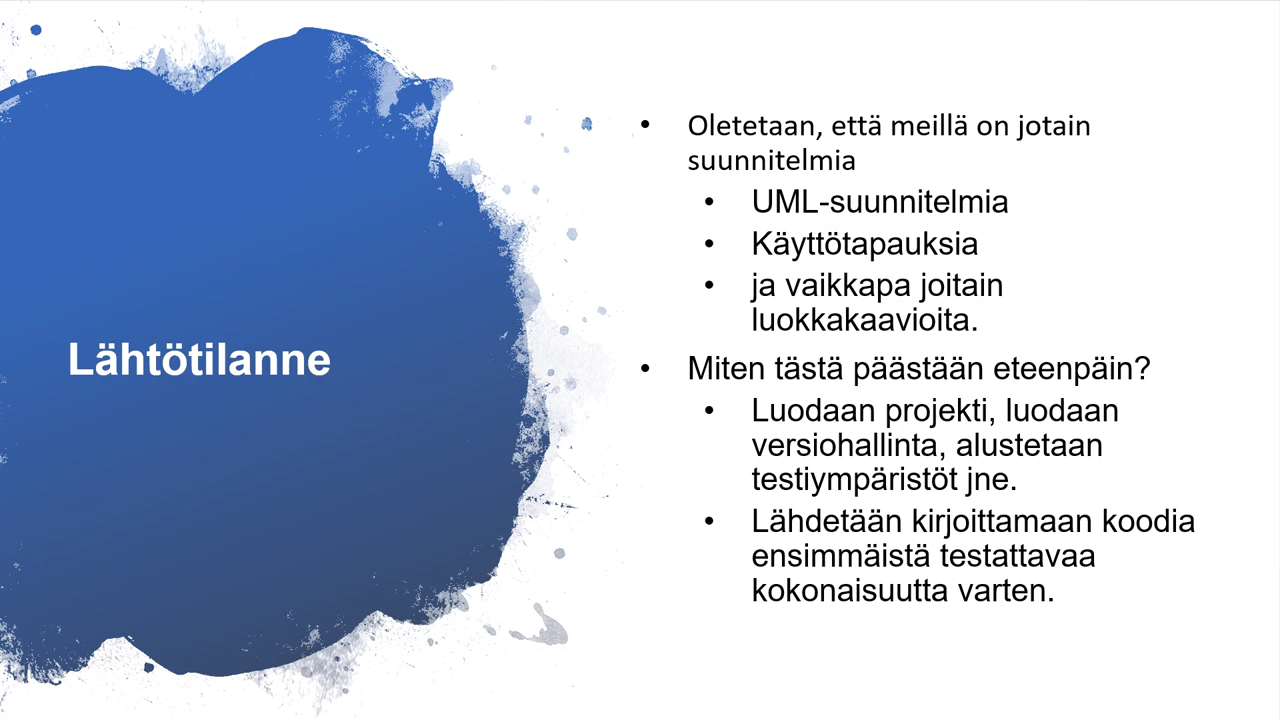 Lähtötilanne
• Oletetaan, että meillä on jotain
suunnitelmia
• UML-suunnitelmia
• Käyttötapauksia
• ja vaikkapa joitain
luokkakaavioita.
• Miten tästä päästään eteenpäin?
• Luodaan projekti, luodaan
versiohallinta, alustetaan
testiympäristöt jne.
• Lähdetään kirjoittamaan koodia
ensimmäistä testattavaa
kokonaisuutta varten.